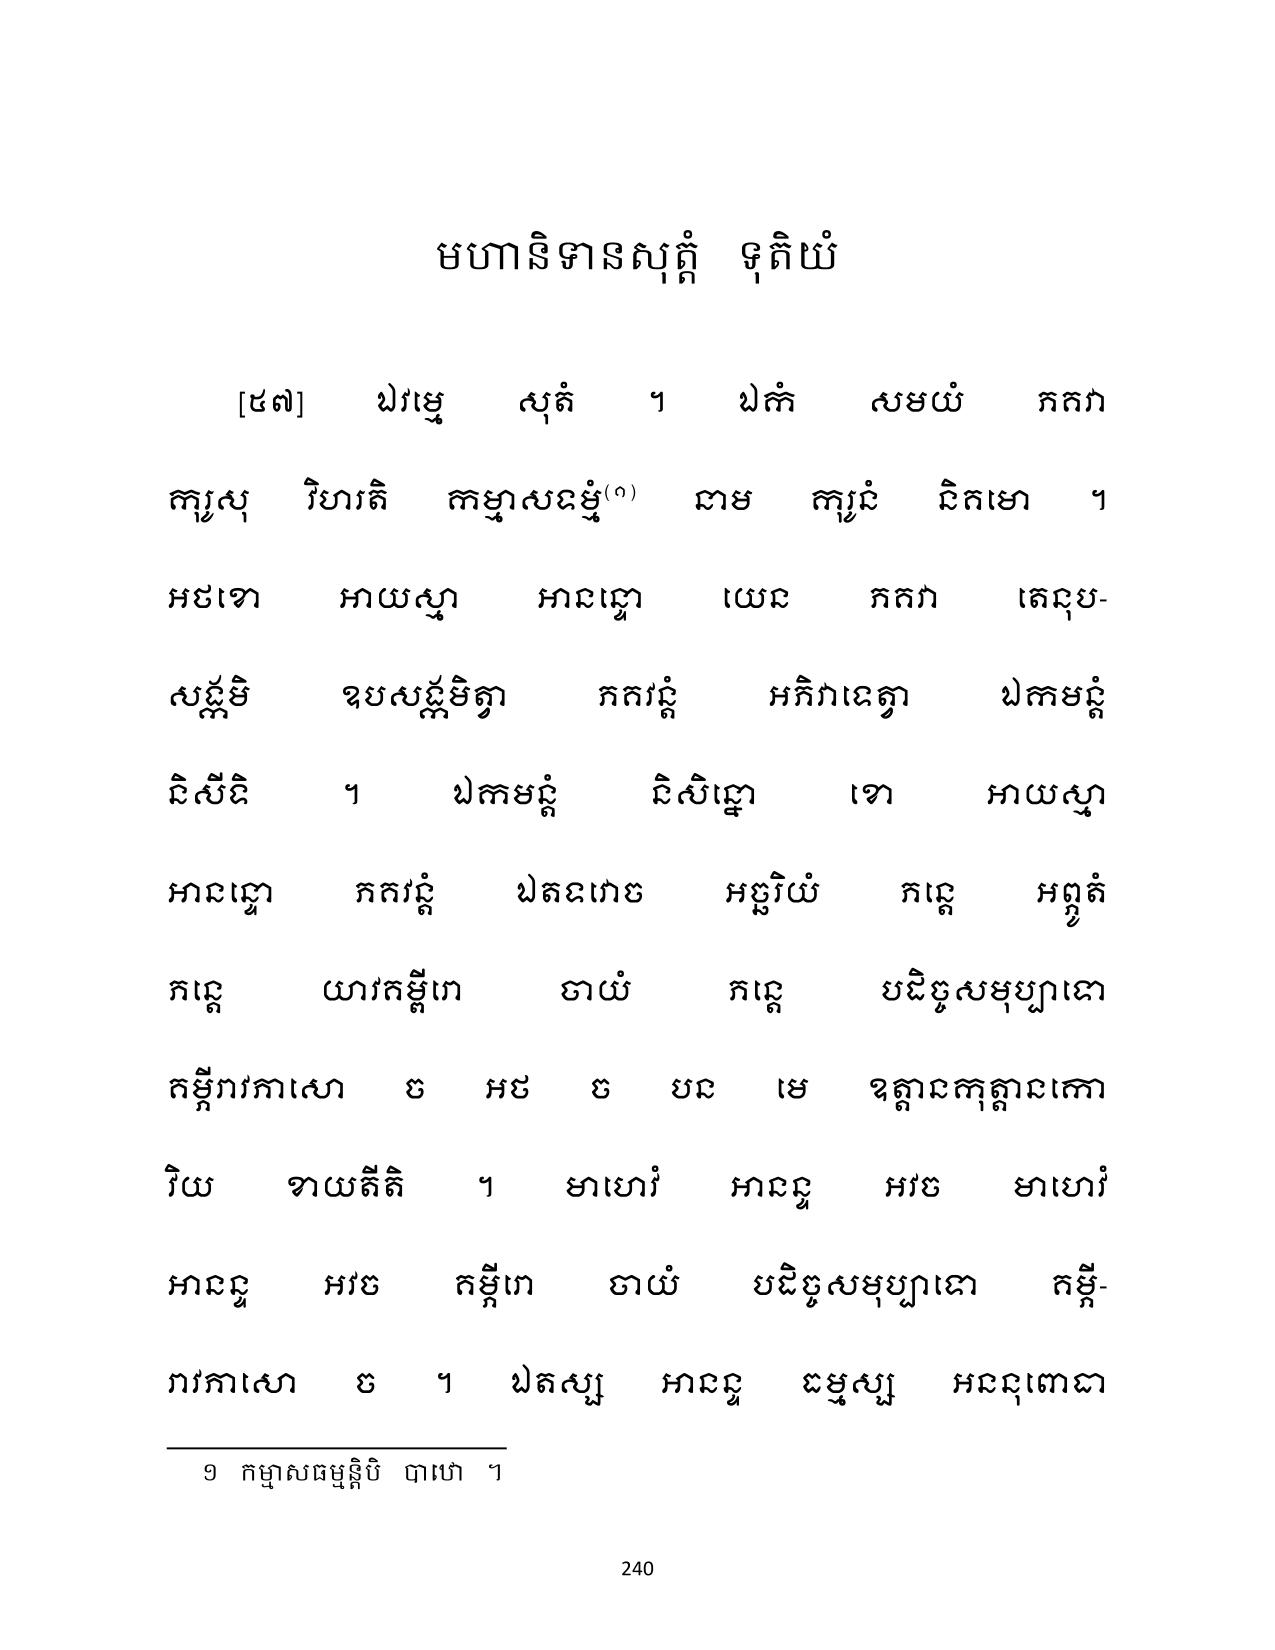 មហានិទានសុត្តំ ទុតិយំ
[៥៧] ឯវម្មេ សុតំ ។ ឯកំ សមយំ ភគវា
កុរូសុ វិហរតិ កម្មាសទម្មំ(១) នាម កុរូនំ និគមោ ។
អថខោ អាយស្មា អានន្ទោ យេន ភគវា តេនុប-
សង្កមិ ឧបសង្កមិត្វា ភគវន្តំ អភិវាទេត្វា ឯកមន្តំ
និសីទិ ។ ឯកមន្តំ និសិន្នោ ខោ អាយស្មា
អានន្ទោ ភគវន្តំ ឯតទវោច អច្ឆរិយំ ភន្តេ អព្ភូតំ
ភន្តេ យាវគម្ពីរោ ចាយំ ភន្តេ បដិច្ចសមុប្បាទោ
គម្ភីរាវភាសោ ច អថ ច បន មេ ឧត្តានកុត្តានកោ
វិយ ខាយតីតិ ។ មាហេវំ អានន្ទ អវច មាហេវំ
អានន្ទ អវច គម្ភីរោ ចាយំ បដិច្ចសមុប្បាទោ គម្ភី-
រាវភាសោ ច ។ ឯតស្ស អានន្ទ ធម្មស្ស អននុពោធា
១ កម្មាសធម្មន្តិបិ បាឋោ ។
240